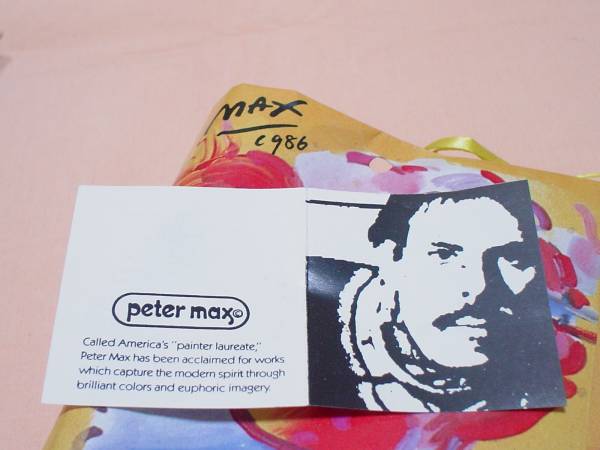 MAX
c986
peter max©
Called America's "painter laureate,"
Peter Max has been acclaimed for works
which capture the modern spirit through
brilliant colors and euphoric imagery.